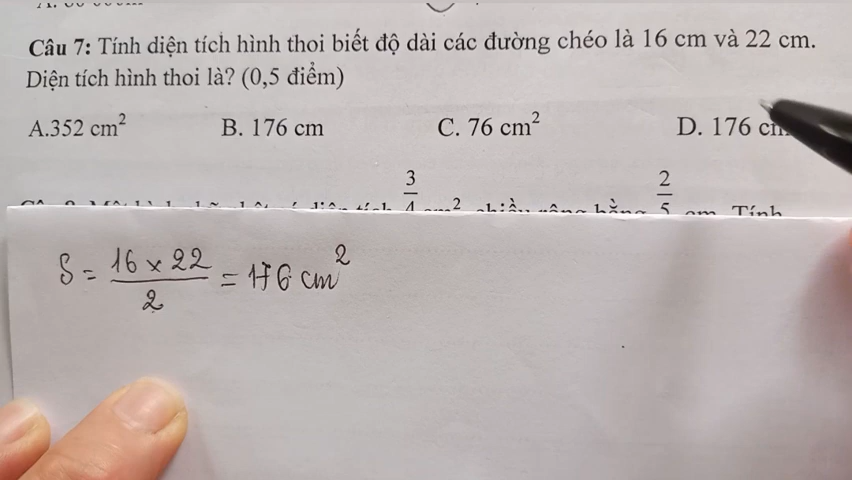 Câu 7: Tính diện tích hình thoi biết độ dài các đường chéo là 16 cm và 22 cm.
Diện tích hình thoi là? (0,5 điểm)
A.352 cm² B. 176 cm C. 76 cm² D. 176
3/4 2/5
S = 16 × 22 / 2 = 176 cm²